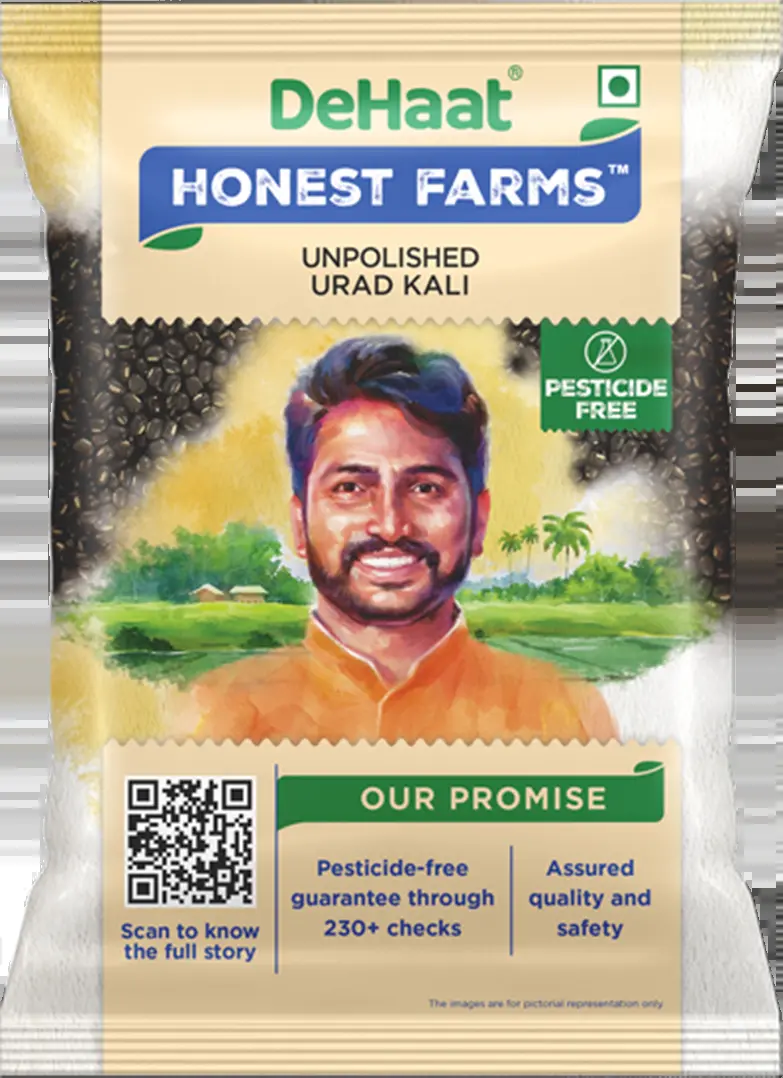 DeHaat®
HONEST FARMS™
UNPOLISHED
URAD KALI
PESTICIDE
FREE
OUR PROMISE
Pesticide-free
guarantee through
230+ checks
Assured
quality and
safety
Scan to know
the full story
The images are for pictorial representation only